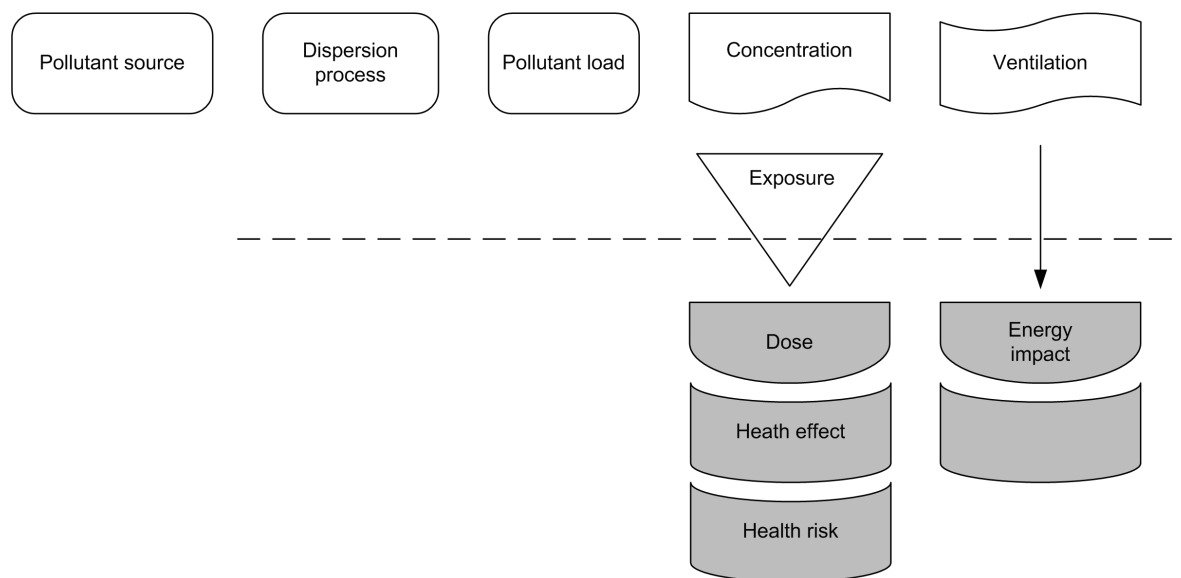 Pollutant source
Dispersion
process
Pollutant load
Concentration
Ventilation
Exposure
Dose
Energy
impact
Heath effect
Health risk